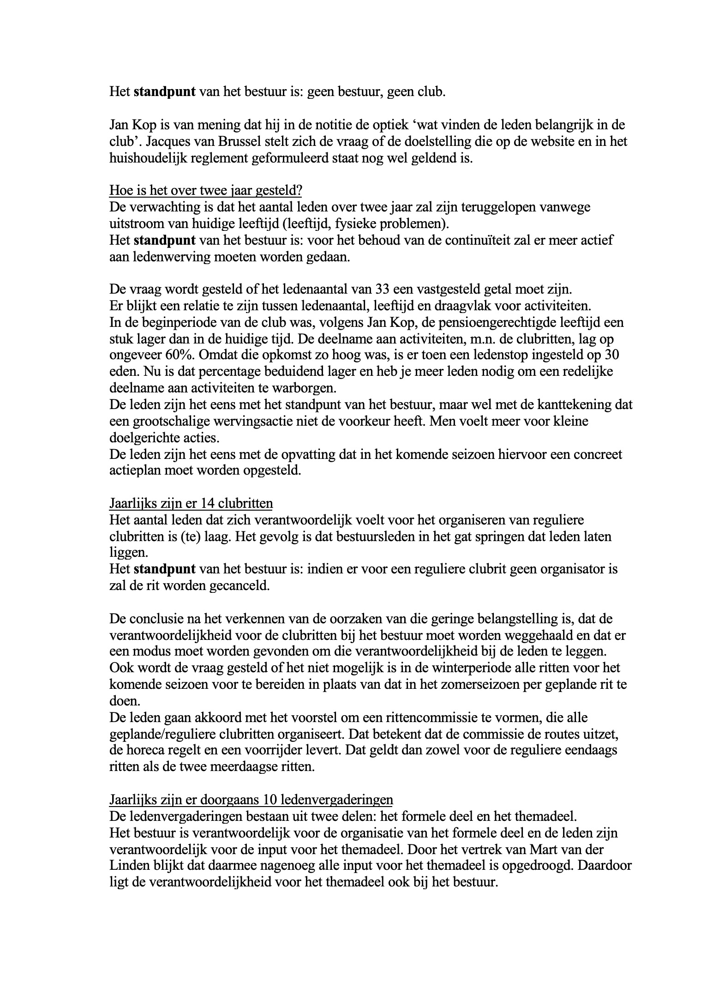 Het standpunt van het bestuur is: geen bestuur, geen club.
Jan Kop is van mening dat hij in de notitie de optiek ‘wat vinden de leden belangrijk in de
club’. Jacques van Brussel stelt zich de vraag of de doelstelling die op de website en in het
huishoudelijk reglement geformuleerd staat nog wel geldend is.
Hoe is het over twee jaar gesteld?
De verwachting is dat het aantal leden over twee jaar zal zijn teruggelopen vanwege
uitstroom van huidige leeftijd (leeftijd, fysieke problemen).
Het standpunt van het bestuur is: voor het behoud van de continuïteit zal er meer actief
aan ledenwerving moeten worden gedaan.
De vraag wordt gesteld of het ledenaantal van 33 een vastgesteld getal moet zijn.
Er blijkt een relatie te zijn tussen ledenaantal, leeftijd en draagvlak voor activiteiten.
In de beginperiode van de club was, volgens Jan Kop, de pensioengerechtigde leeftijd een
stuk lager dan in de huidige tijd. De deelname aan activiteiten, m.n. de clubritten, lag op
ongeveer 60%. Omdat die opkomst zo hoog was, is er toen een ledenstop ingesteld op 30
eden. Nu is dat percentage beduidend lager en heb je meer leden nodig om een redelijke
deelname aan activiteiten te warborgen.
De leden zijn het eens met het standpunt van het bestuur, maar wel met de kanttekening dat
een grootschalige wervingsactie niet de voorkeur heeft. Men voelt meer voor kleine
doelgerichte acties.
De leden zijn het eens met de opvatting dat in het komende seizoen hiervoor een concreet
actieplan moet worden opgesteld.
Jaarlijks zijn er 14 clubritten
Het aantal leden dat zich verantwoordelijk voelt voor het organiseren van reguliere
clubritten is (te) laag. Het gevolg is dat bestuursleden in het gat springen dat leden laten
liggen.
Het standpunt van het bestuur is: indien er voor een reguliere clubrit geen organisator is
zal de rit worden gecanceld.
De conclusie na het verkennen van de oorzaken van die geringe belangstelling is, dat de
verantwoordelijkheid voor de clubritten bij het bestuur moet worden weggehaald en dat er
een modus moet worden gevonden om die verantwoordelijkheid bij de leden te leggen.
Ook wordt de vraag gesteld of het niet mogelijk is in de winterperiode alle ritten voor het
komende seizoen voor te bereiden in plaats van dat in het zomerseizoen per geplande rit te
doen.
De leden gaan akkoord met het voorstel om een rittencommissie te vormen, die alle
geplande/reguliere clubritten organiseert. Dat betekent dat de commissie de routes uitzet,
de horeca regelt en een voorrijder levert. Dat geldt dan zowel voor de reguliere eendaags
ritten als de twee meerdaagse ritten.
Jaarlijks zijn er doorgaans 10 ledenvergaderingen
De ledenvergaderingen bestaan uit twee delen: het formele deel en het themadeel.
Het bestuur is verantwoordelijk voor de organisatie van het formele deel en de leden zijn
verantwoordelijk voor de input voor het themadeel. Door het vertrek van Mart van der
Linden blijkt dat daarmee nagenoeg alle input voor het themadeel is opgedroogd. Daardoor
ligt de verantwoordelijkheid voor het themadeel ook bij het bestuur.